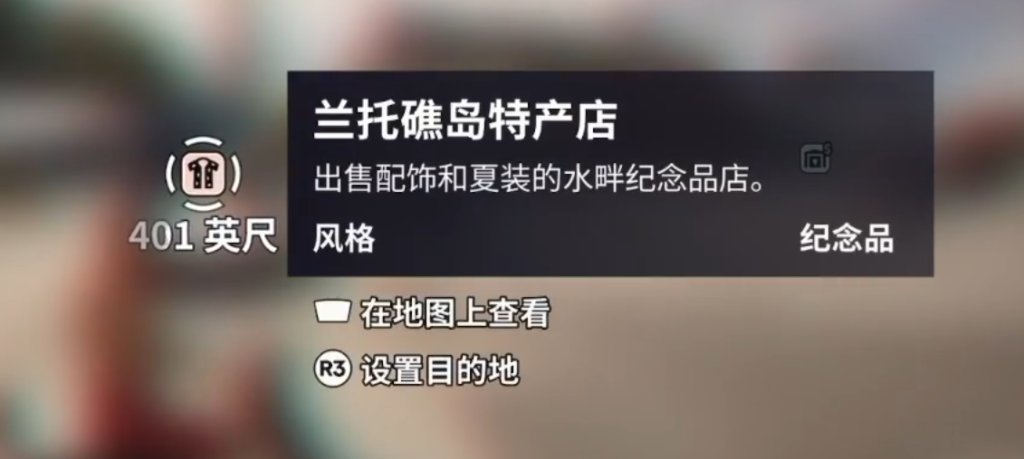 兰托礁岛特产店
出售配饰和夏装的水畔纪念品店。
401 英尺
风格 纪念品
在地图上查看
R3 设置目的地